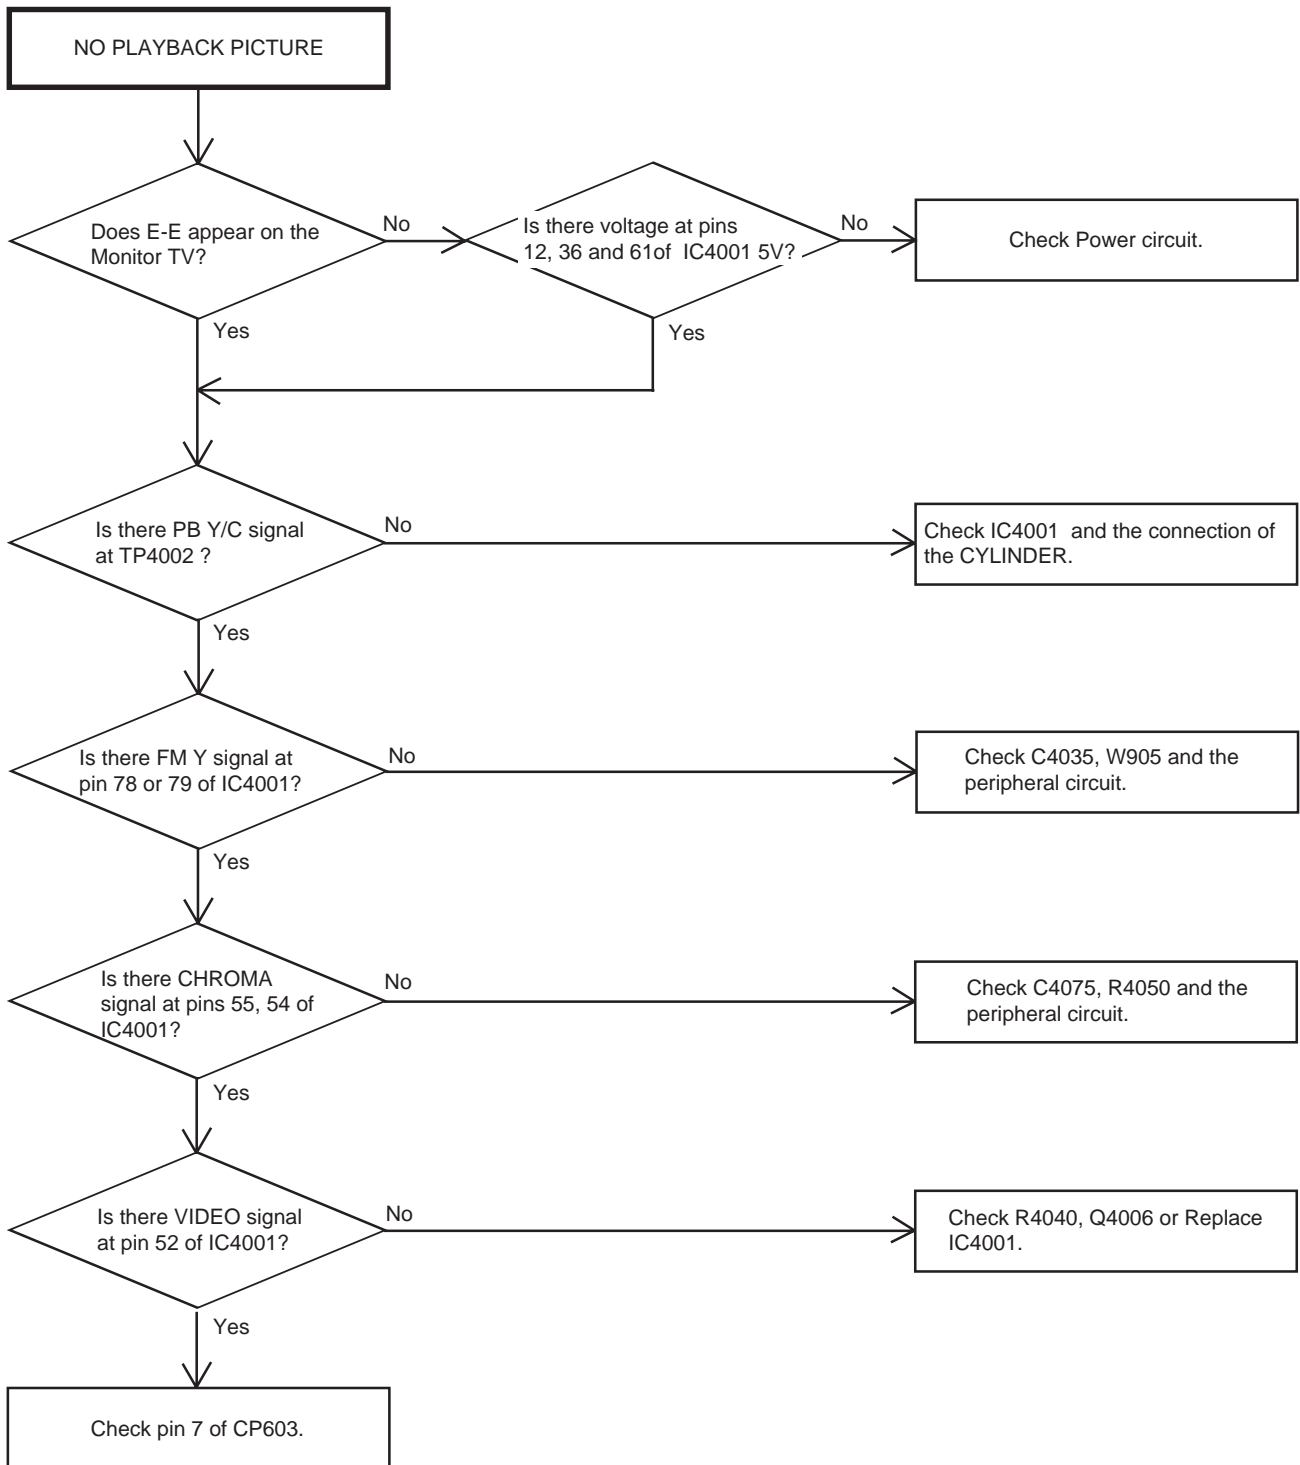 NO PLAYBACK PICTURE
Does E-E appear on the
Monitor TV?
No
Is there voltage at pins
12, 36 and 61of IC4001 5V?
No
Check Power circuit.
Yes
Yes
Is there PB Y/C signal
at TP4002 ?
No
Check IC4001 and the connection of
the CYLINDER.
Yes
Is there FM Y signal at
pin 78 or 79 of IC4001?
No
Check C4035, W905 and the
peripheral circuit.
Yes
Is there CHROMA
signal at pins 55, 54 of
IC4001?
No
Check C4075, R4050 and the
peripheral circuit.
Yes
Is there VIDEO signal
at pin 52 of IC4001?
No
Check R4040, Q4006 or Replace
IC4001.
Yes
Check pin 7 of CP603.